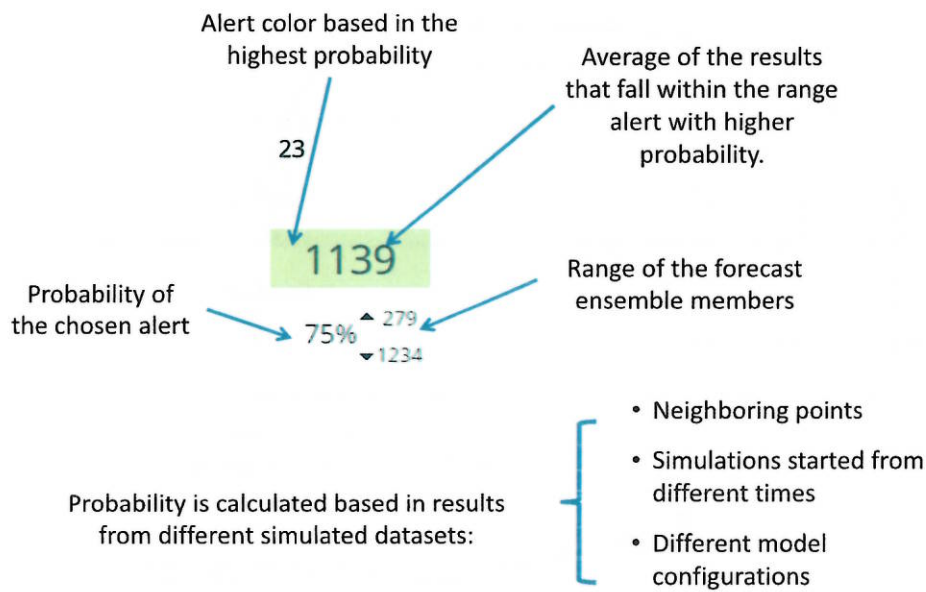 Alert color based in the
highest probability
Average of the results
that fall within the range
alert with higher
probability.
23
1139
Probability of
the chosen alert
75%
▲ 279
▼ 1234
Range of the forecast
ensemble members
Probability is calculated based in results
from different simulated datasets:
• Neighboring points
• Simulations started from
different times
• Different model
configurations